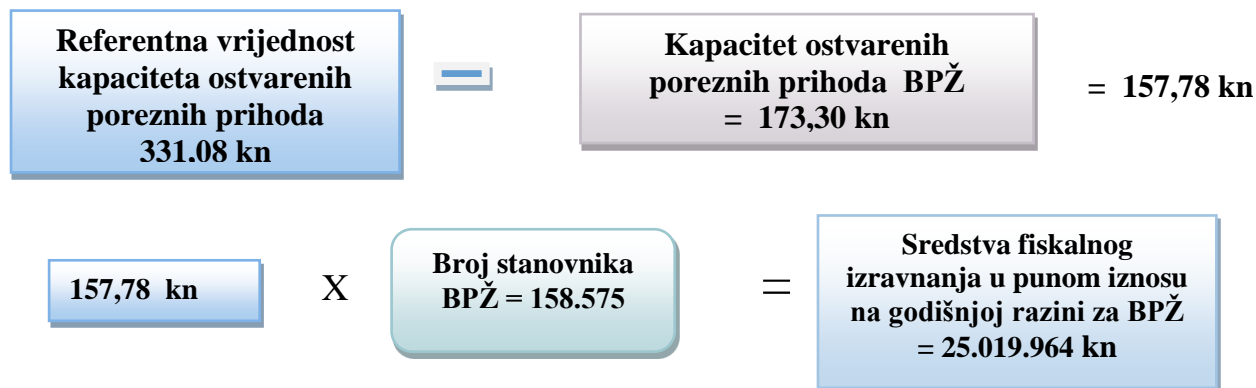 Referentna vrijednost
kapaciteta ostvarenih
poreznih prihoda
331.08 kn
Kapacitet ostvarenih
poreznih prihoda BPŽ
= 173,30 kn
= 157,78 kn
157,78 kn
X
Broj stanovnika
BPŽ = 158.575
=
Sredstva fiskalnog
izravnanja u punom iznosu
na godišnjoj razini za BPŽ
= 25.019.964 kn